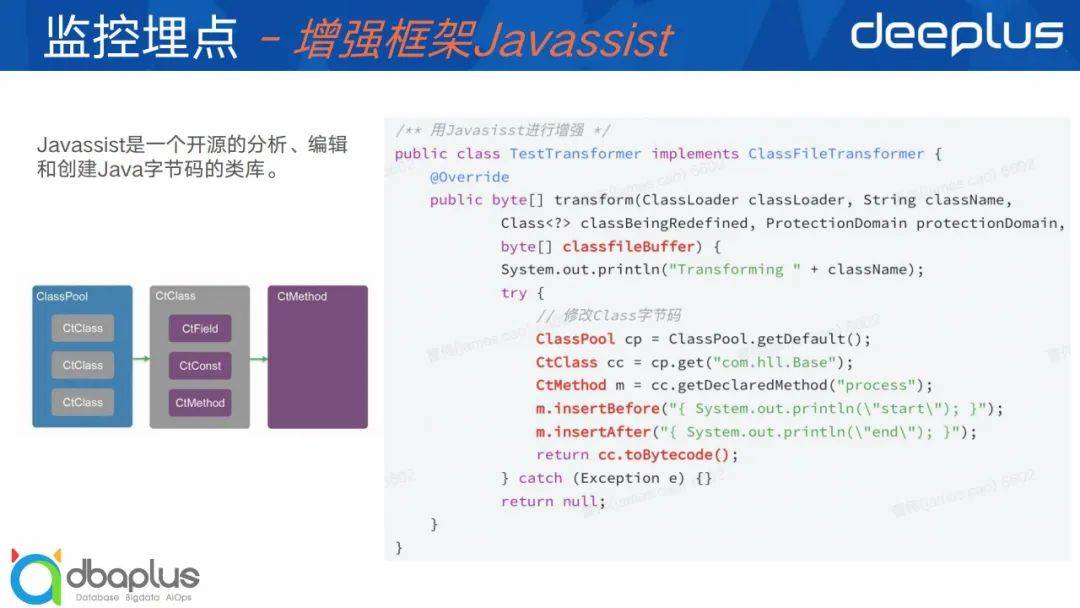 监控埋点 - 增强框架Javassist
deeplus
Javassist是一个开源的分析、编辑
和创建Java字节码的类库。
ClassPool
CtClass
CtClass
CtClass
CtClass
CtField
CtConst
CtMethod
CtMethod
/** 用Javasisst进行增强 */
public class TestTransformer implements ClassFileTransformer {
@Override
public byte[] transform(ClassLoader classLoader, String className,
Class<?> classBeingRedefined, ProtectionDomain protectionDomain,
byte[] classfileBuffer) {
System.out.println("Transforming " + className);
try {
// 修改Class字节码
ClassPool cp = ClassPool.getDefault();
CtClass cc = cp.get("com.hll.Base");
CtMethod m = cc.getDeclaredMethod("process");
m.insertBefore("{ System.out.println(\"start\"); }");
m.insertAfter("{ System.out.println(\"end\"); }");
return cc.toBytecode();
} catch (Exception e) {}
return null;
}
}
dbaplus
Database Bigdata AiOps